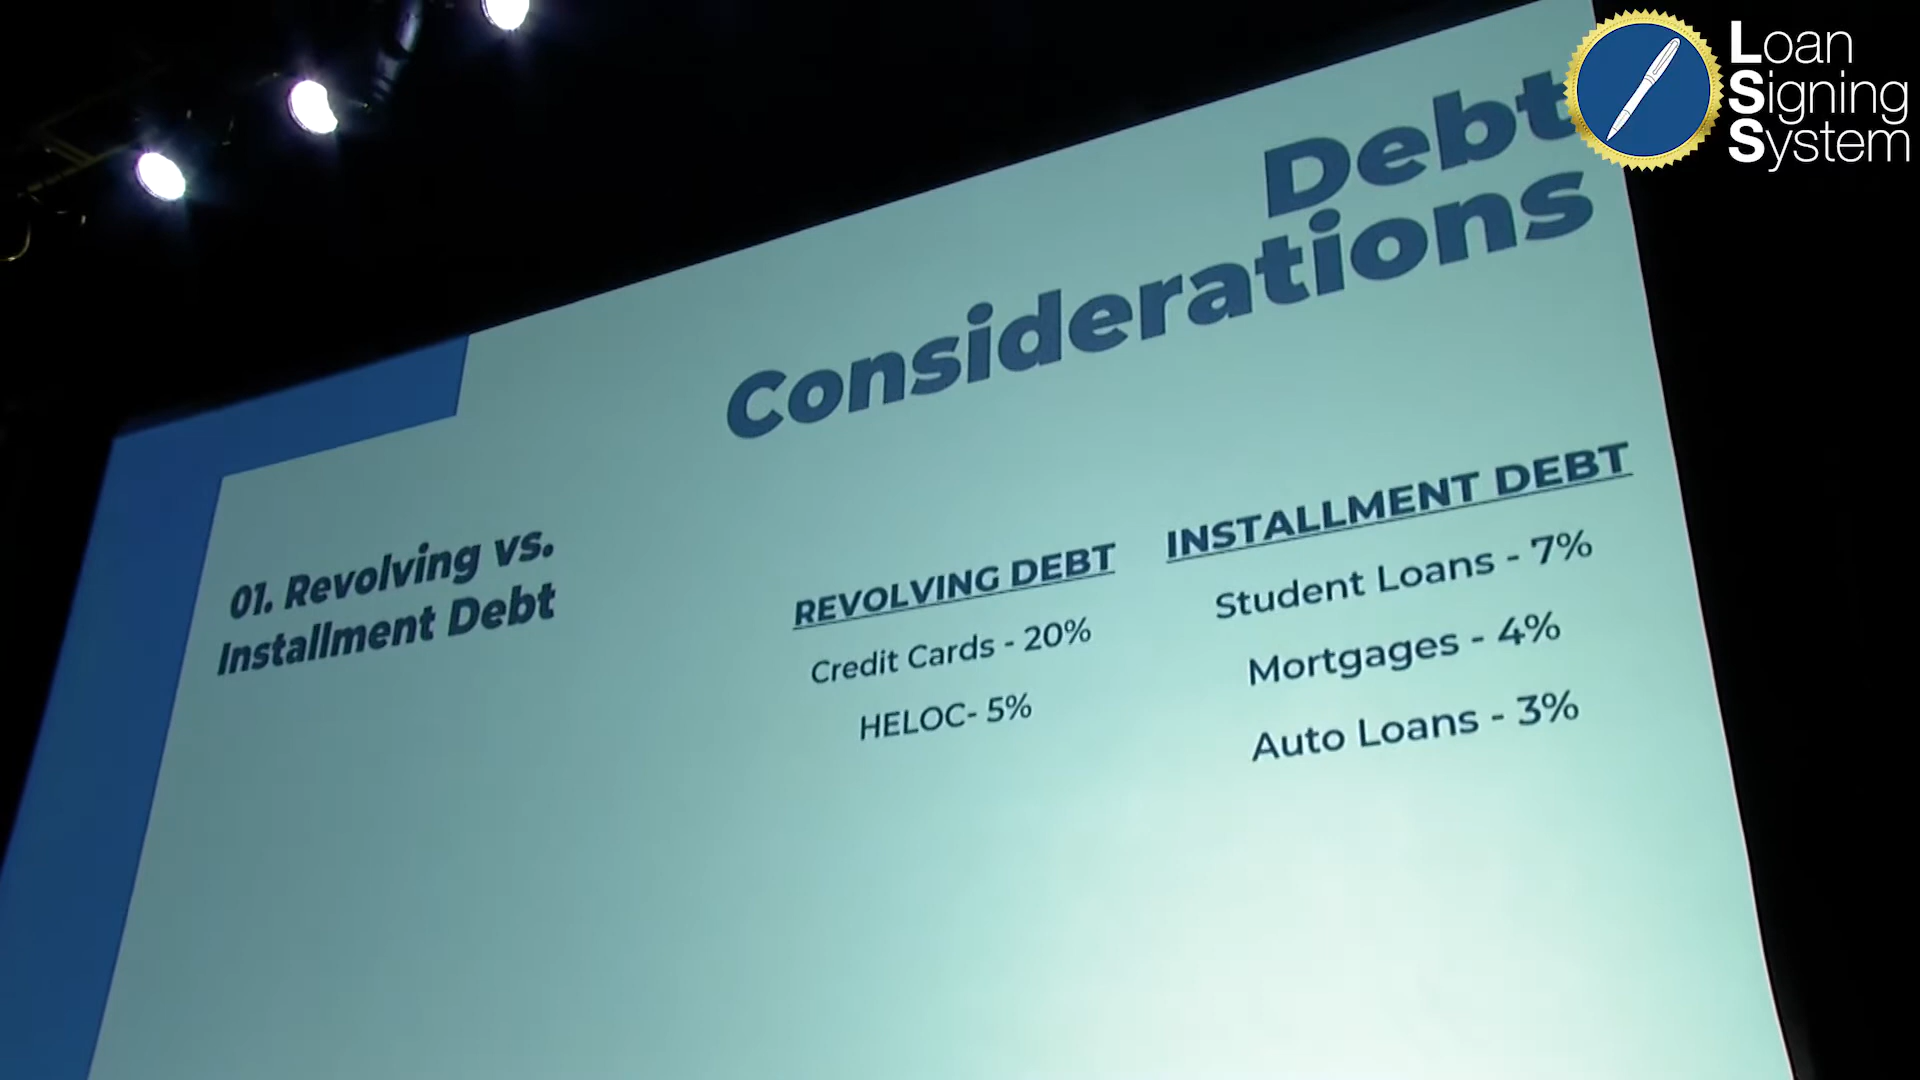 Loan
Signing
System
Debt
Considerations
01. Revolving vs.
Installment Debt
REVOLVING DEBT
Credit Cards - 20%
HELOC- 5%
INSTALLMENT DEBT
Student Loans - 7%
Mortgages - 4%
Auto Loans - 3%